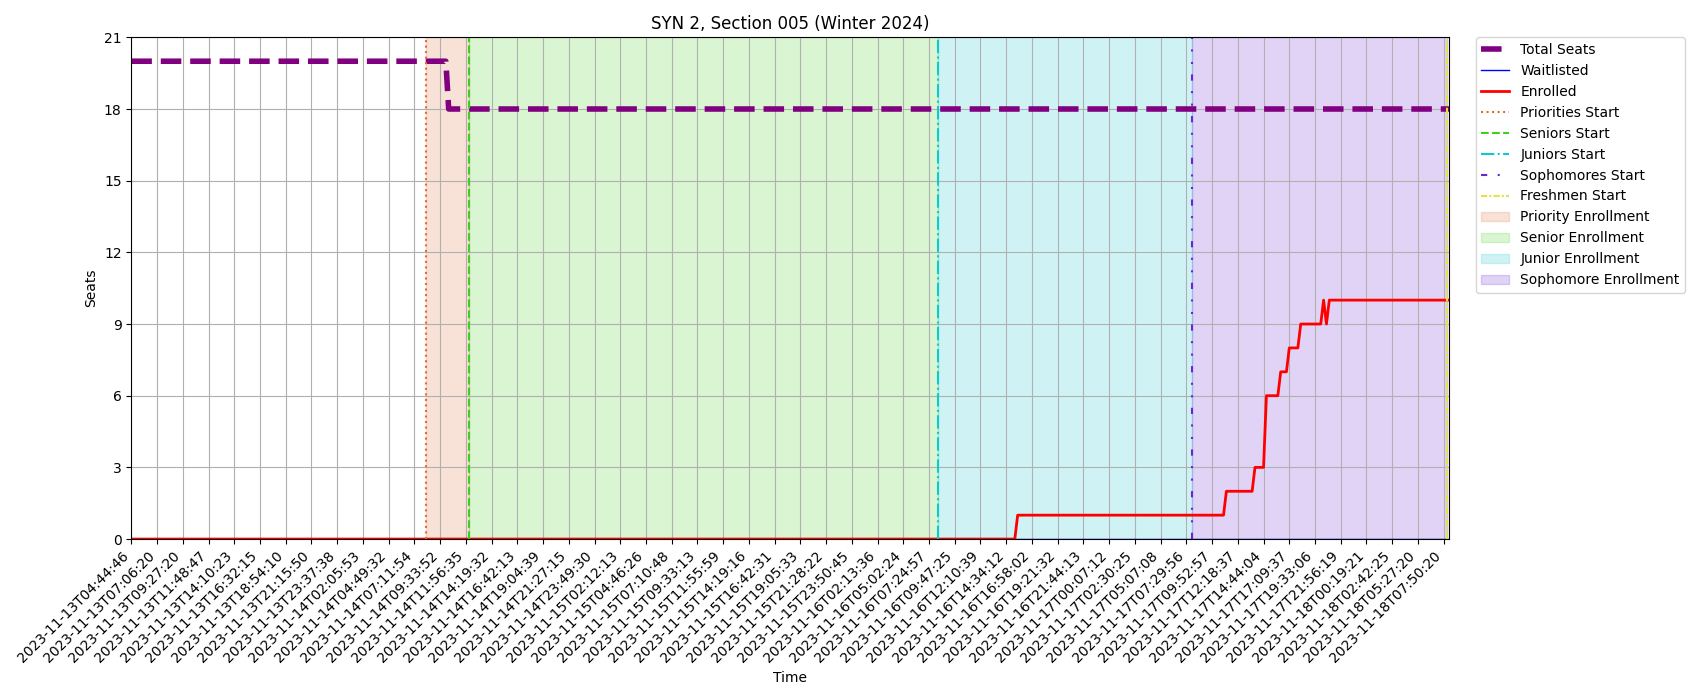 SYN 2, Section 005 (Winter 2024)
21
18
15
12
9
6
3
0
Seats
2023-11-13T04:44:46
2023-11-13T07:06:20
2023-11-13T09:27:20
2023-11-13T11:48:47
2023-11-13T14:10:23
2023-11-13T16:32:15
2023-11-13T18:54:10
2023-11-13T21:15:50
2023-11-13T23:37:38
2023-11-14T02:05:53
2023-11-14T04:49:32
2023-11-14T07:11:54
2023-11-14T09:33:52
2023-11-14T11:56:35
2023-11-14T14:19:32
2023-11-14T16:42:13
2023-11-14T19:04:39
2023-11-14T21:27:15
2023-11-14T23:49:30
2023-11-15T02:12:13
2023-11-15T04:46:26
2023-11-15T07:10:48
2023-11-15T09:33:13
2023-11-15T11:55:59
2023-11-15T14:19:16
2023-11-15T16:42:31
2023-11-15T19:05:33
2023-11-15T21:28:22
2023-11-15T23:50:45
2023-11-16T02:13:36
2023-11-16T05:02:24
2023-11-16T07:24:57
2023-11-16T09:47:25
2023-11-16T12:10:39
2023-11-16T14:34:12
2023-11-16T16:58:02
2023-11-16T19:21:32
2023-11-16T21:44:13
2023-11-17T00:07:12
2023-11-17T02:30:25
2023-11-17T05:07:08
2023-11-17T07:29:56
2023-11-17T09:52:57
2023-11-17T12:18:37
2023-11-17T14:44:04
2023-11-17T17:09:37
2023-11-17T19:33:06
2023-11-17T21:56:19
2023-11-18T00:19:21
2023-11-18T02:42:25
2023-11-18T05:27:20
2023-11-18T07:50:20
Time
Total Seats
Waitlisted
Enrolled
Priorities Start
Seniors Start
Juniors Start
Sophomores Start
Freshmen Start
Priority Enrollment
Senior Enrollment
Junior Enrollment
Sophomore Enrollment